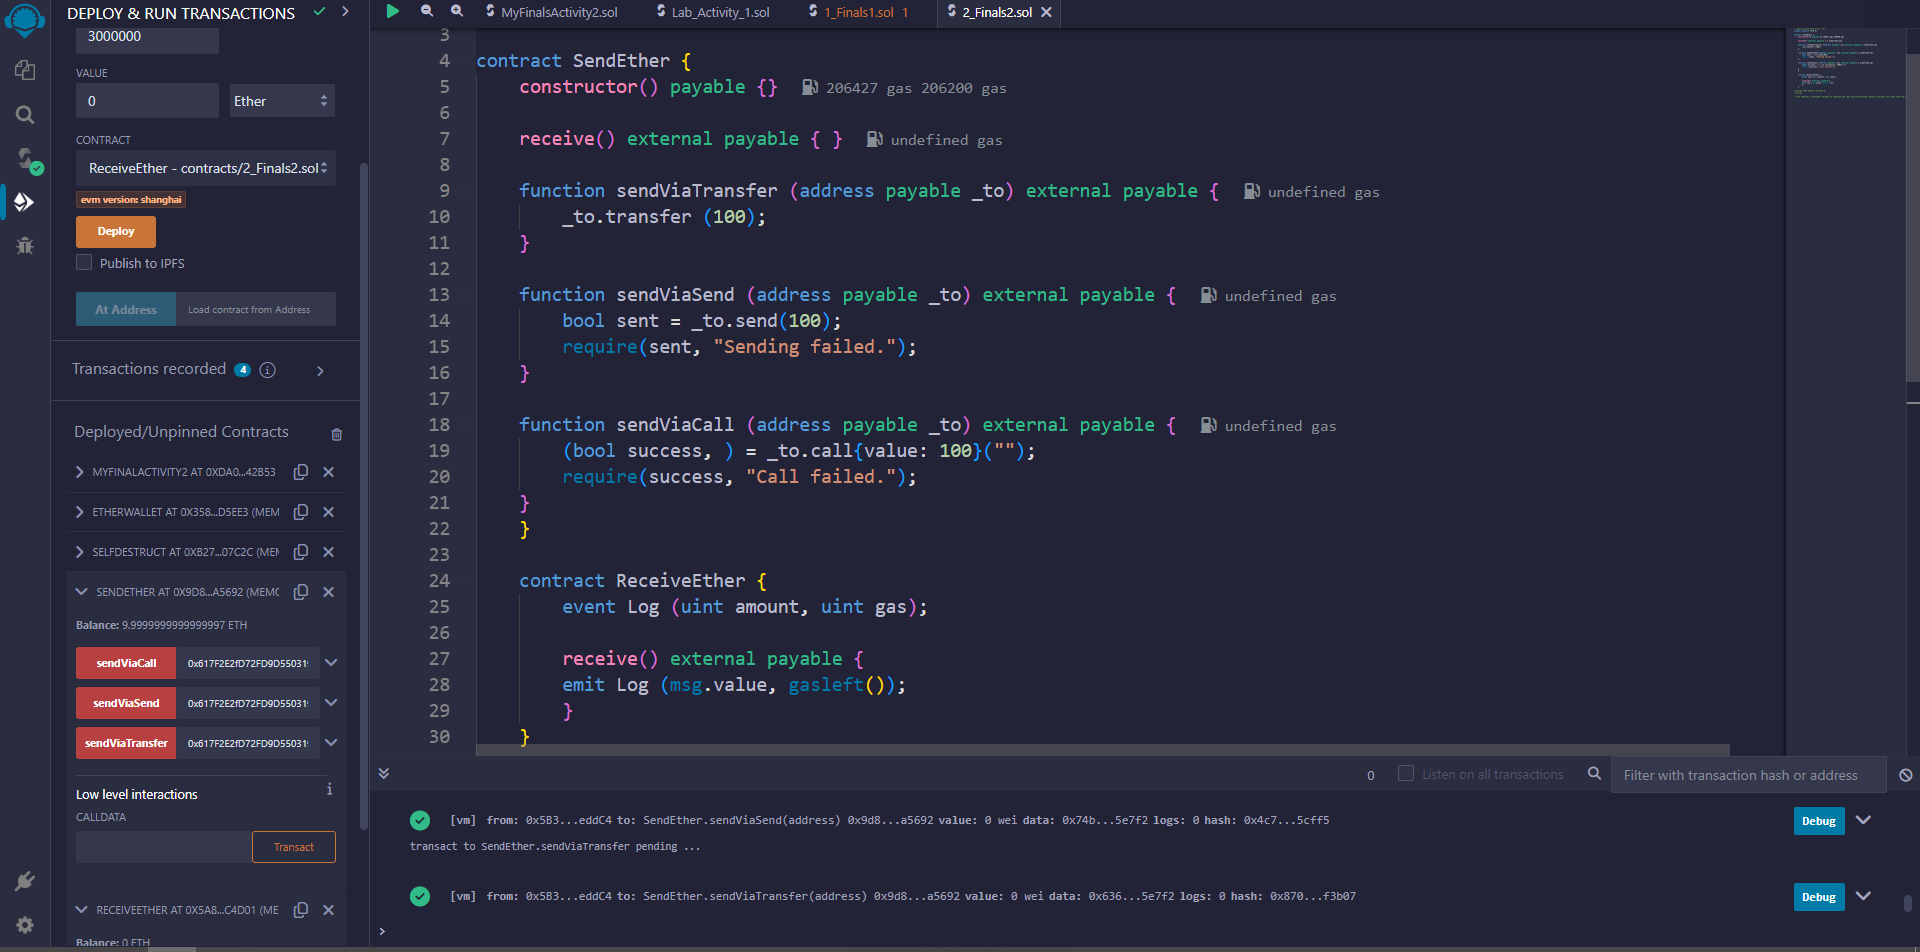 DEPLOY & RUN TRANSACTIONS
3000000
VALUE
0
Ether
CONTRACT
ReceiveEther - contracts/2_Finals2.sol
evm version: shanghai
Deploy
Publish to IPFS
At Address
Load contract from Address
Transactions recorded 4 i
Deployed/Unpinned Contracts
MYFINALACTIVITY2 AT 0XDA0...42B53
ETHERWALLET AT 0X358...D5EE3 (MEM
SELFDESTRUCT AT 0XB27...07C2C (MEM
SENDETHER AT 0X9D8...A5692 (MEMO
Balance: 9.9999999999999997 ETH
sendViaCall 0x617F2E2fD72FD9D55031
sendViaSend 0x617F2E2fD72FD9D55031
sendViaTransfer 0x617F2E2fD72FD9D55031
Low level interactions i
CALLDATA
Transact
RECEIVEETHER AT 0X5A8...C4D01 (ME
Balance: 0 ETH
MyFinalsActivity2.sol
Lab_Activity_1.sol
1_Finals1.sol 1
2_Finals2.sol
3
4 contract SendEther {
5 constructor() payable {} 206427 gas 206200 gas
6
7 receive() external payable { } undefined gas
8
9 function sendViaTransfer (address payable _to) external payable { undefined gas
10 _to.transfer (100);
11 }
12
13 function sendViaSend (address payable _to) external payable { undefined gas
14 bool sent = _to.send(100);
15 require(sent, "Sending failed.");
16 }
17
18 function sendViaCall (address payable _to) external payable { undefined gas
19 (bool success, ) = _to.call{value: 100}("");
20 require(success, "Call failed.");
21 }
22 }
23
24 contract ReceiveEther {
25 event Log (uint amount, uint gas);
26
27 receive() external payable {
28 emit Log (msg.value, gasleft());
29 }
30 }
0
Listen on all transactions
Filter with transaction hash or address
[vm] from: 0x5B3...eddC4 to: SendEther.sendViaSend(address) 0x9d8...a5692 value: 0 wei data: 0x74b...5e7f2 logs: 0 hash: 0x4c7...5cff5
Debug
transact to SendEther.sendViaTransfer pending ...
[vm] from: 0x5B3...eddC4 to: SendEther.sendViaTransfer(address) 0x9d8...a5692 value: 0 wei data: 0x636...5e7f2 logs: 0 hash: 0x870...f3b07
Debug
>